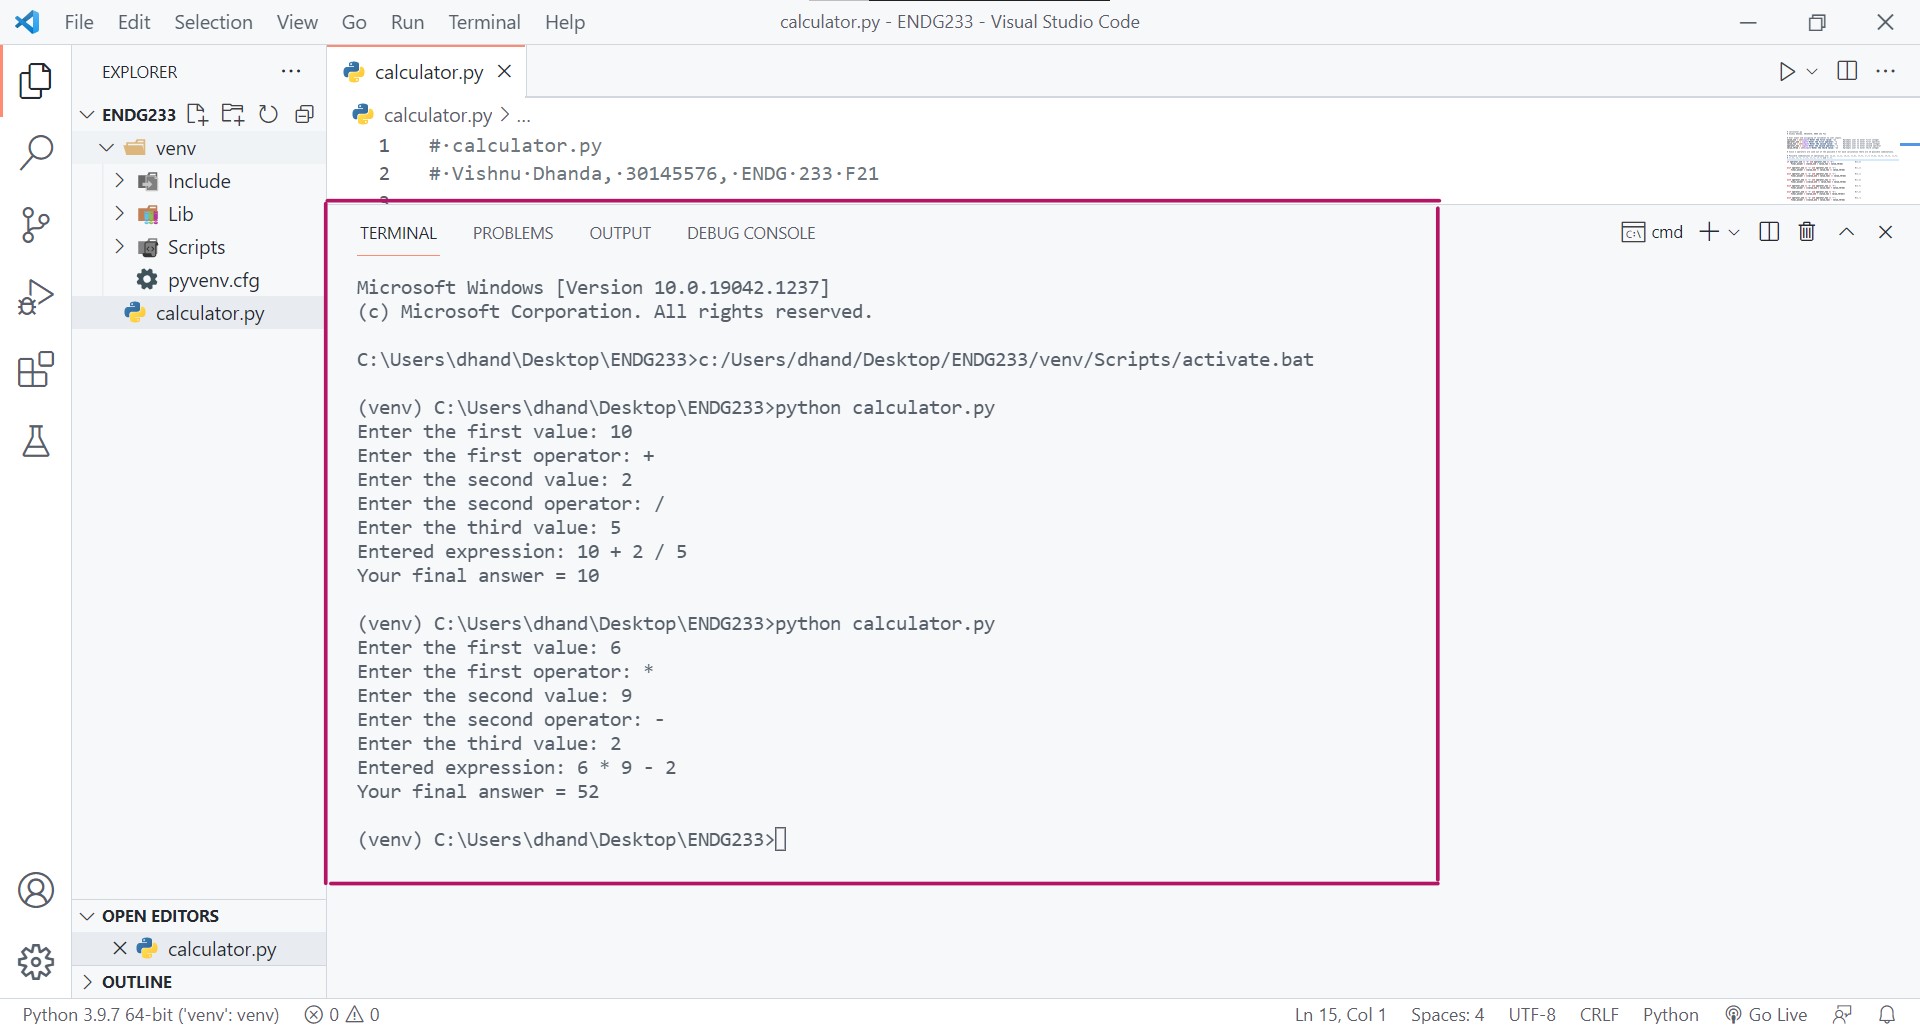 File Edit Selection View Go Run Terminal Help
calculator.py - ENDG233 - Visual Studio Code
EXPLORER
ENDG233
venv
Include
Lib
Scripts
pyvenv.cfg
calculator.py
OPEN EDITORS
calculator.py
OUTLINE
calculator.py
calculator.py > ...
1 #·calculator.py
2 #·Vishnu·Dhanda,·30145576,·ENDG·233·F21
TERMINAL PROBLEMS OUTPUT DEBUG CONSOLE
cmd
Microsoft Windows [Version 10.0.19042.1237]
(c) Microsoft Corporation. All rights reserved.
C:\Users\dhand\Desktop\ENDG233>c:/Users/dhand/Desktop/ENDG233/venv/Scripts/activate.bat
(venv) C:\Users\dhand\Desktop\ENDG233>python calculator.py
Enter the first value: 10
Enter the first operator: +
Enter the second value: 2
Enter the second operator: /
Enter the third value: 5
Entered expression: 10 + 2 / 5
Your final answer = 10
(venv) C:\Users\dhand\Desktop\ENDG233>python calculator.py
Enter the first value: 6
Enter the first operator: *
Enter the second value: 9
Enter the second operator: -
Enter the third value: 2
Entered expression: 6 * 9 - 2
Your final answer = 52
(venv) C:\Users\dhand\Desktop\ENDG233>
Python 3.9.7 64-bit ('venv': venv) 0 0
Ln 15, Col 1 Spaces: 4 UTF-8 CRLF Python Go Live